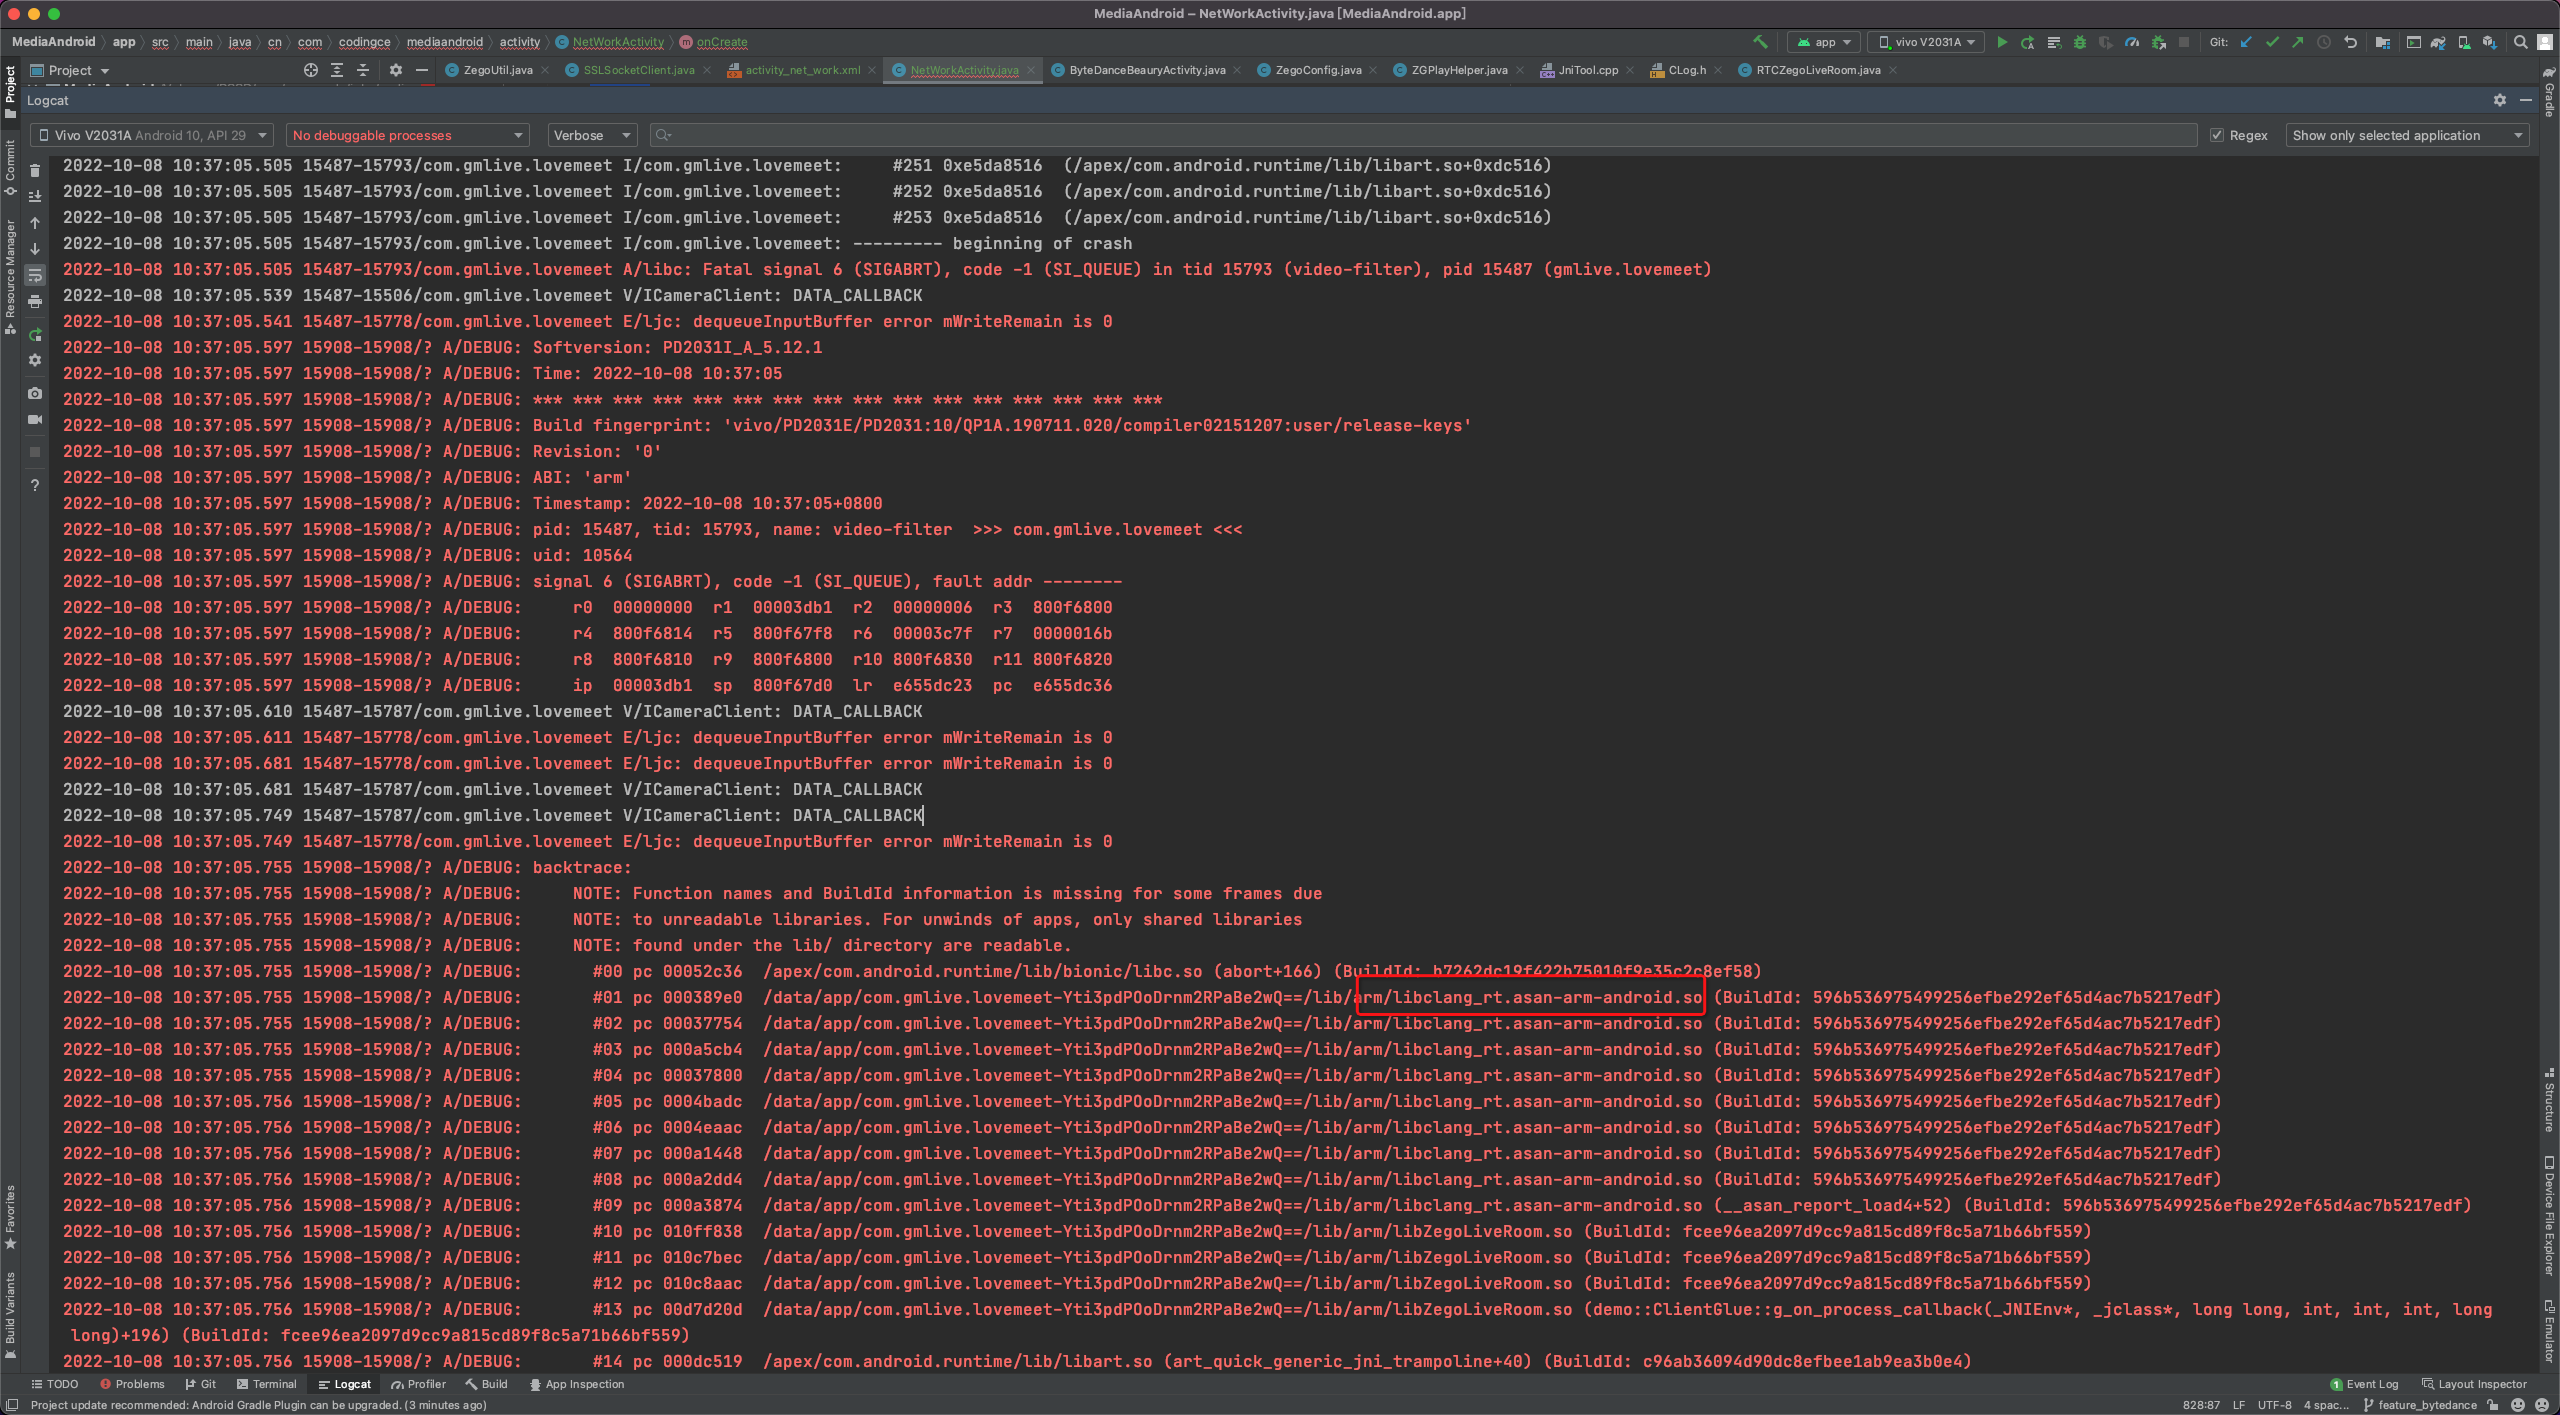 MediaAndroid – NetWorkActivity.java [MediaAndroid.app]
MediaAndroid app src main java cn com codingce mediaandroid activity NetWorkActivity onCreate app vivo V2031A Git:
Project ZegoUtil.java SSLSocketClient.java activity_net_work.xml NetWorkActivity.java ByteDanceBeauryActivity.java ZegoConfig.java ZGPlayHelper.java JniTool.cpp CLog.h RTCZegoLiveRoom.java
Logcat
Vivo V2031A Android 10, API 29 No debuggable processes Verbose Regex Show only selected application
2022-10-08 10:37:05.505 15487-15793/com.gmlive.lovemeet I/com.gmlive.lovemeet:     #251 0xe5da8516  (/apex/com.android.runtime/lib/libart.so+0xdc516)
2022-10-08 10:37:05.505 15487-15793/com.gmlive.lovemeet I/com.gmlive.lovemeet:     #252 0xe5da8516  (/apex/com.android.runtime/lib/libart.so+0xdc516)
2022-10-08 10:37:05.505 15487-15793/com.gmlive.lovemeet I/com.gmlive.lovemeet:     #253 0xe5da8516  (/apex/com.android.runtime/lib/libart.so+0xdc516)
2022-10-08 10:37:05.505 15487-15793/com.gmlive.lovemeet I/com.gmlive.lovemeet: --------- beginning of crash
2022-10-08 10:37:05.505 15487-15793/com.gmlive.lovemeet A/libc: Fatal signal 6 (SIGABRT), code -1 (SI_QUEUE) in tid 15793 (video-filter), pid 15487 (gmlive.lovemeet)
2022-10-08 10:37:05.539 15487-15506/com.gmlive.lovemeet V/ICameraClient: DATA_CALLBACK
2022-10-08 10:37:05.541 15487-15778/com.gmlive.lovemeet E/ljc: dequeueInputBuffer error mWriteRemain is 0
2022-10-08 10:37:05.597 15908-15908/? A/DEBUG: Softversion: PD2031I_A_5.12.1
2022-10-08 10:37:05.597 15908-15908/? A/DEBUG: Time: 2022-10-08 10:37:05
2022-10-08 10:37:05.597 15908-15908/? A/DEBUG: *** *** *** *** *** *** *** *** *** *** *** *** *** *** *** ***
2022-10-08 10:37:05.597 15908-15908/? A/DEBUG: Build fingerprint: 'vivo/PD2031E/PD2031:10/QP1A.190711.020/compiler02151207:user/release-keys'
2022-10-08 10:37:05.597 15908-15908/? A/DEBUG: Revision: '0'
2022-10-08 10:37:05.597 15908-15908/? A/DEBUG: ABI: 'arm'
2022-10-08 10:37:05.597 15908-15908/? A/DEBUG: Timestamp: 2022-10-08 10:37:05+0800
2022-10-08 10:37:05.597 15908-15908/? A/DEBUG: pid: 15487, tid: 15793, name: video-filter  >>> com.gmlive.lovemeet <<<
2022-10-08 10:37:05.597 15908-15908/? A/DEBUG: uid: 10564
2022-10-08 10:37:05.597 15908-15908/? A/DEBUG: signal 6 (SIGABRT), code -1 (SI_QUEUE), fault addr --------
2022-10-08 10:37:05.597 15908-15908/? A/DEBUG:     r0  00000000  r1  00003db1  r2  00000006  r3  800f6800
2022-10-08 10:37:05.597 15908-15908/? A/DEBUG:     r4  800f6814  r5  800f67f8  r6  00003c7f  r7  0000016b
2022-10-08 10:37:05.597 15908-15908/? A/DEBUG:     r8  800f6810  r9  800f6800  r10 800f6830  r11 800f6820
2022-10-08 10:37:05.597 15908-15908/? A/DEBUG:     ip  00003db1  sp  800f67d0  lr  e655dc23  pc  e655dc36
2022-10-08 10:37:05.610 15487-15787/com.gmlive.lovemeet V/ICameraClient: DATA_CALLBACK
2022-10-08 10:37:05.611 15487-15778/com.gmlive.lovemeet E/ljc: dequeueInputBuffer error mWriteRemain is 0
2022-10-08 10:37:05.681 15487-15778/com.gmlive.lovemeet E/ljc: dequeueInputBuffer error mWriteRemain is 0
2022-10-08 10:37:05.681 15487-15787/com.gmlive.lovemeet V/ICameraClient: DATA_CALLBACK
2022-10-08 10:37:05.749 15487-15787/com.gmlive.lovemeet V/ICameraClient: DATA_CALLBACK
2022-10-08 10:37:05.749 15487-15778/com.gmlive.lovemeet E/ljc: dequeueInputBuffer error mWriteRemain is 0
2022-10-08 10:37:05.755 15908-15908/? A/DEBUG: backtrace:
2022-10-08 10:37:05.755 15908-15908/? A/DEBUG:     NOTE: Function names and BuildId information is missing for some frames due
2022-10-08 10:37:05.755 15908-15908/? A/DEBUG:     NOTE: to unreadable libraries. For unwinds of apps, only shared libraries
2022-10-08 10:37:05.755 15908-15908/? A/DEBUG:     NOTE: found under the lib/ directory are readable.
2022-10-08 10:37:05.755 15908-15908/? A/DEBUG:       #00 pc 00052c36  /apex/com.android.runtime/lib/bionic/libc.so (abort+166) (BuildId: b7262dc19f422b75010f9e35c2c8ef58)
2022-10-08 10:37:05.755 15908-15908/? A/DEBUG:       #01 pc 000389e0  /data/app/com.gmlive.lovemeet-Yti3pdPOoDrnm2RPaBe2wQ==/lib/arm/libclang_rt.asan-arm-android.so (BuildId: 596b536975499256efbe292ef65d4ac7b5217edf)
2022-10-08 10:37:05.755 15908-15908/? A/DEBUG:       #02 pc 00037754  /data/app/com.gmlive.lovemeet-Yti3pdPOoDrnm2RPaBe2wQ==/lib/arm/libclang_rt.asan-arm-android.so (BuildId: 596b536975499256efbe292ef65d4ac7b5217edf)
2022-10-08 10:37:05.755 15908-15908/? A/DEBUG:       #03 pc 000a5cb4  /data/app/com.gmlive.lovemeet-Yti3pdPOoDrnm2RPaBe2wQ==/lib/arm/libclang_rt.asan-arm-android.so (BuildId: 596b536975499256efbe292ef65d4ac7b5217edf)
2022-10-08 10:37:05.755 15908-15908/? A/DEBUG:       #04 pc 00037800  /data/app/com.gmlive.lovemeet-Yti3pdPOoDrnm2RPaBe2wQ==/lib/arm/libclang_rt.asan-arm-android.so (BuildId: 596b536975499256efbe292ef65d4ac7b5217edf)
2022-10-08 10:37:05.756 15908-15908/? A/DEBUG:       #05 pc 0004badc  /data/app/com.gmlive.lovemeet-Yti3pdPOoDrnm2RPaBe2wQ==/lib/arm/libclang_rt.asan-arm-android.so (BuildId: 596b536975499256efbe292ef65d4ac7b5217edf)
2022-10-08 10:37:05.756 15908-15908/? A/DEBUG:       #06 pc 0004eaac  /data/app/com.gmlive.lovemeet-Yti3pdPOoDrnm2RPaBe2wQ==/lib/arm/libclang_rt.asan-arm-android.so (BuildId: 596b536975499256efbe292ef65d4ac7b5217edf)
2022-10-08 10:37:05.756 15908-15908/? A/DEBUG:       #07 pc 000a1448  /data/app/com.gmlive.lovemeet-Yti3pdPOoDrnm2RPaBe2wQ==/lib/arm/libclang_rt.asan-arm-android.so (BuildId: 596b536975499256efbe292ef65d4ac7b5217edf)
2022-10-08 10:37:05.756 15908-15908/? A/DEBUG:       #08 pc 000a2dd4  /data/app/com.gmlive.lovemeet-Yti3pdPOoDrnm2RPaBe2wQ==/lib/arm/libclang_rt.asan-arm-android.so (BuildId: 596b536975499256efbe292ef65d4ac7b5217edf)
2022-10-08 10:37:05.756 15908-15908/? A/DEBUG:       #09 pc 000a3874  /data/app/com.gmlive.lovemeet-Yti3pdPOoDrnm2RPaBe2wQ==/lib/arm/libclang_rt.asan-arm-android.so (__asan_report_load4+52) (BuildId: 596b536975499256efbe292ef65d4ac7b5217edf)
2022-10-08 10:37:05.756 15908-15908/? A/DEBUG:       #10 pc 010ff838  /data/app/com.gmlive.lovemeet-Yti3pdPOoDrnm2RPaBe2wQ==/lib/arm/libZegoLiveRoom.so (BuildId: fcee96ea2097d9cc9a815cd89f8c5a71b66bf559)
2022-10-08 10:37:05.756 15908-15908/? A/DEBUG:       #11 pc 010c7bec  /data/app/com.gmlive.lovemeet-Yti3pdPOoDrnm2RPaBe2wQ==/lib/arm/libZegoLiveRoom.so (BuildId: fcee96ea2097d9cc9a815cd89f8c5a71b66bf559)
2022-10-08 10:37:05.756 15908-15908/? A/DEBUG:       #12 pc 010c8aac  /data/app/com.gmlive.lovemeet-Yti3pdPOoDrnm2RPaBe2wQ==/lib/arm/libZegoLiveRoom.so (BuildId: fcee96ea2097d9cc9a815cd89f8c5a71b66bf559)
2022-10-08 10:37:05.756 15908-15908/? A/DEBUG:       #13 pc 00d7d20d  /data/app/com.gmlive.lovemeet-Yti3pdPOoDrnm2RPaBe2wQ==/lib/arm/libZegoLiveRoom.so (demo::ClientGlue::g_on_process_callback(_JNIEnv*, _jclass*, long long, int, int, int, long
long)+196) (BuildId: fcee96ea2097d9cc9a815cd89f8c5a71b66bf559)
2022-10-08 10:37:05.756 15908-15908/? A/DEBUG:       #14 pc 000dc519  /apex/com.android.runtime/lib/libart.so (art_quick_generic_jni_trampoline+40) (BuildId: c96ab36094d90dc8efbee1ab9ea3b0e4)
Project
Commit
Resource Manager
Favorites
Build Variants
Gradle
Structure
Device File Explorer
Emulator
TODO Problems Git Terminal Logcat Profiler Build App Inspection 1 Event Log Layout Inspector
Project update recommended: Android Gradle Plugin can be upgraded. (3 minutes ago) 828:87 LF UTF-8 4 spac... feature_bytedance